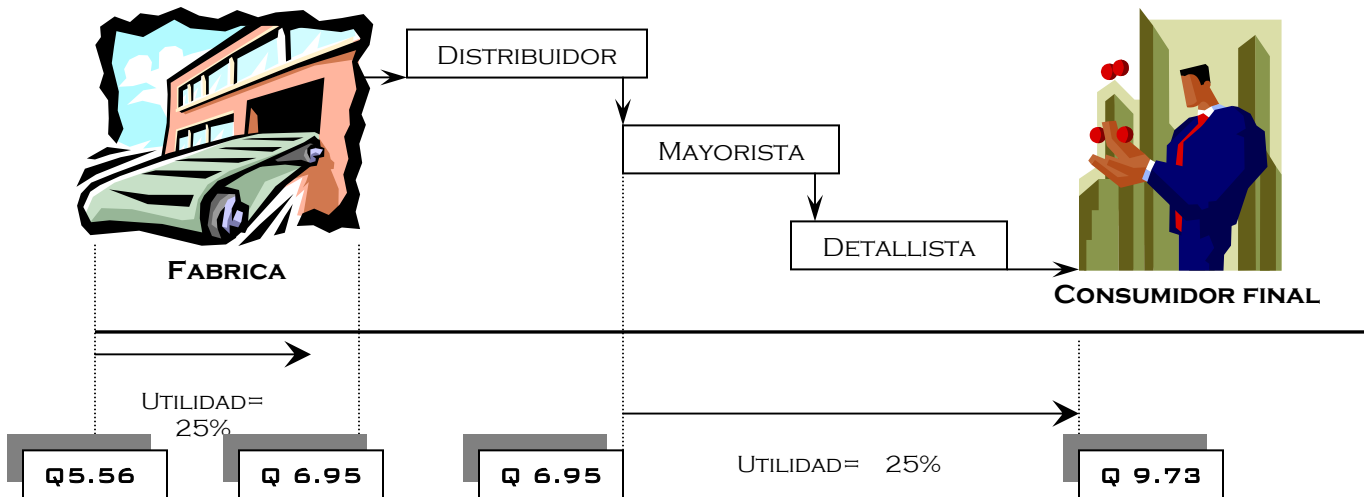 DISTRIBUIDOR
MAYORISTA
DETALLISTA
FABRICA
CONSUMIDOR FINAL
UTILIDAD=
25%
UTILIDAD= 25%
Q5.56
Q 6.95
Q 6.95
Q 9.73